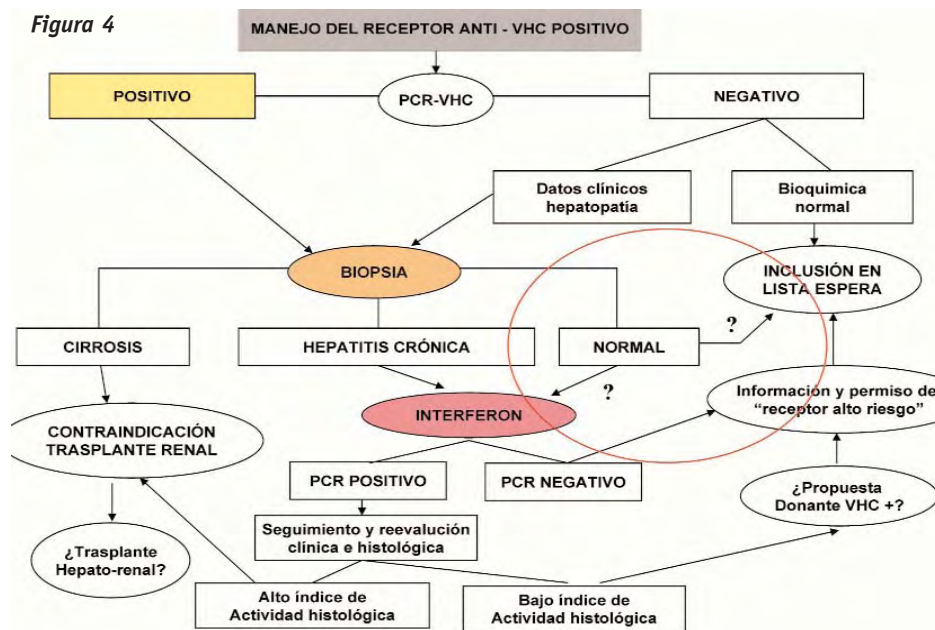 Figura 4
MANEJO DEL RECEPTOR ANTI - VHC POSITIVO
POSITIVO
PCR-VHC
NEGATIVO
Datos clínicos
hepatopatía
Bioquimica
normal
BIOPSIA
INCLUSIÓN EN
LISTA ESPERA
?
CIRROSIS
HEPATITIS CRÓNICA
NORMAL
?
INTERFERON
Información y permiso de
“receptor alto riesgo”
CONTRAINDICACIÓN
TRASPLANTE RENAL
PCR POSITIVO
PCR NEGATIVO
¿Propuesta
Donante VHC +?
Seguimiento y reevalución
clínica e histológica
¿Trasplante
Hepato-renal?
Alto índice de
Actividad histológica
Bajo índice de
Actividad histológica